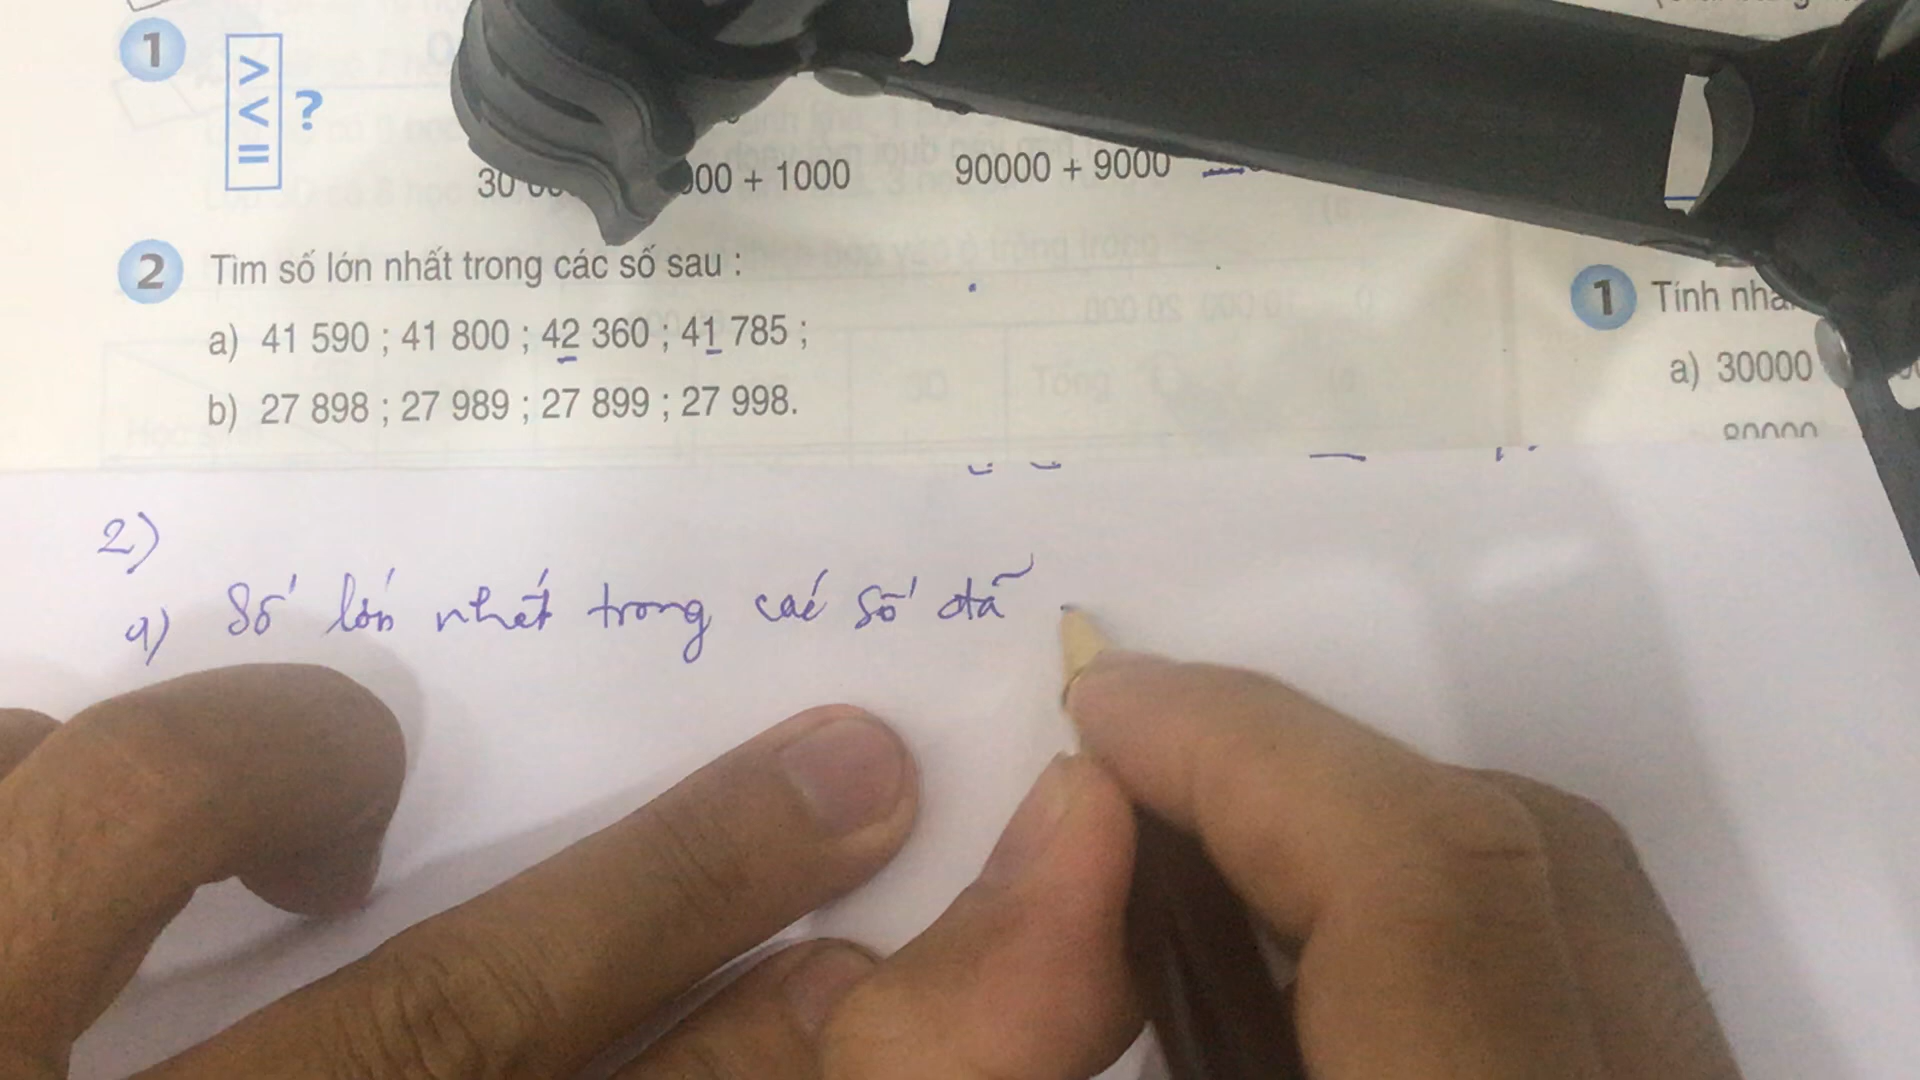 1 > < = ?
000 + 1000 90000 + 9000
2 Tìm số lớn nhất trong các số sau :
a) 41 590 ; 41 800 ; 42 360 ; 41 785 ;
b) 27 898 ; 27 989 ; 27 899 ; 27 998.
1 Tính
a) 30000
80000
2)
a) Số lớn nhất trong các số đã